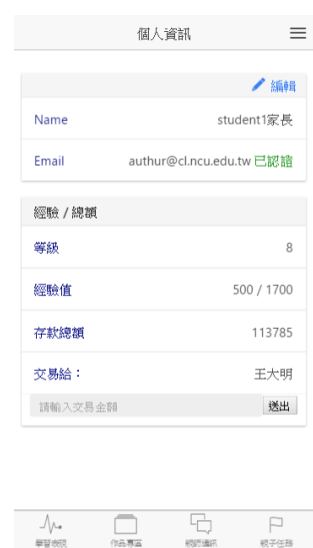 個人資訊
編輯
Name student1家長
Email authur@cl.ncu.edu.tw 已認證
經驗 / 總額
等級 8
經驗值 500 / 1700
存款總額 113785
交易給： 王大明
請輸入交易金額 送出
學習表現 作品專區 親師通訊 親子任務